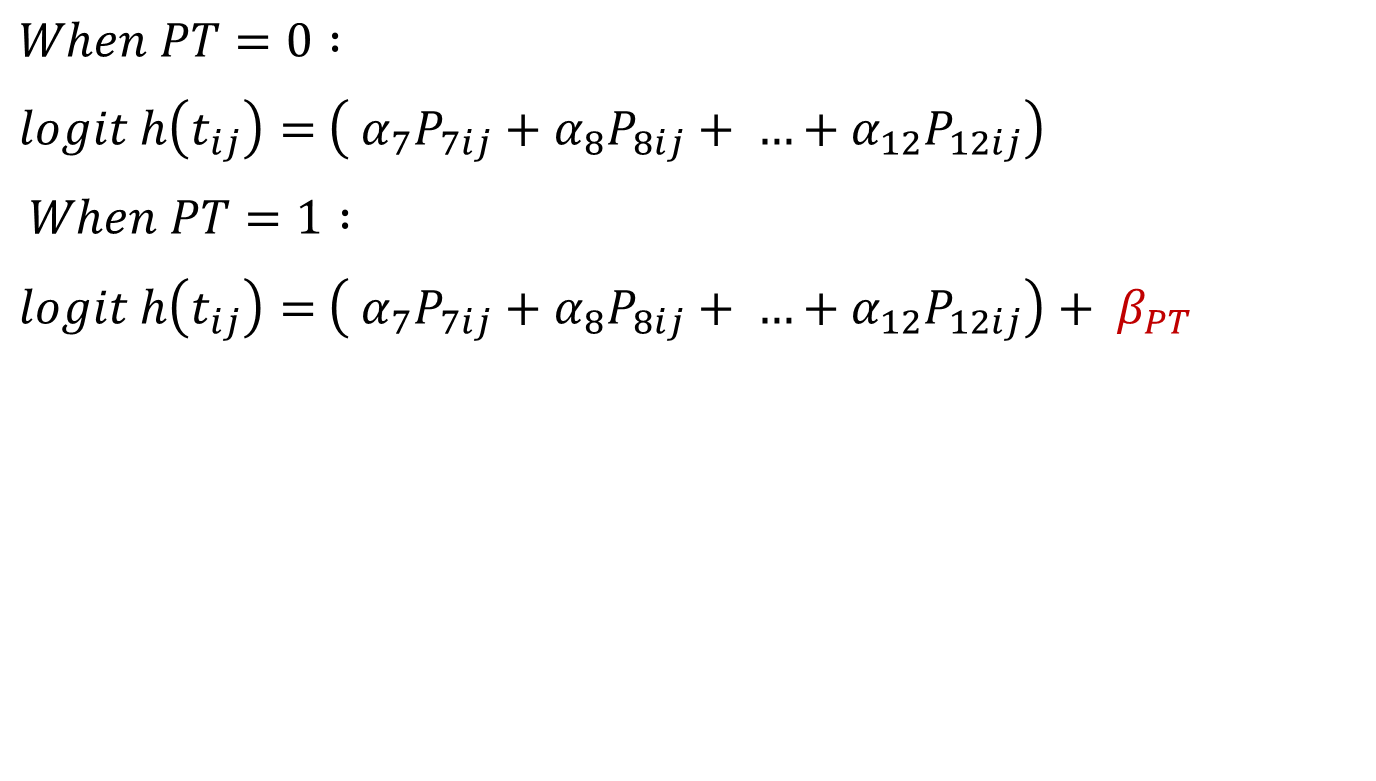 When PT = 0 :
logit h(t_ij) = ( α_7P_7ij + α_8P_8ij + … + α_12P_12ij)
When PT = 1 :
logit h(t_ij) = ( α_7P_7ij + α_8P_8ij + … + α_12P_12ij) + β_PT